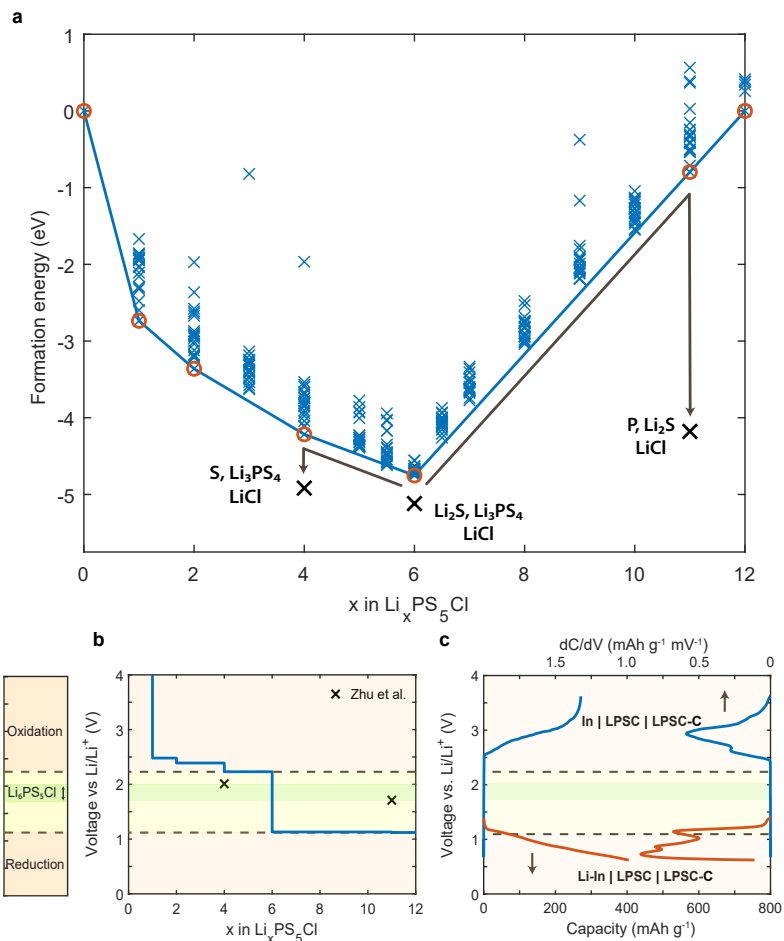 a
1
0
-1
-2
-3
-4
-5
Formation energy (eV)
0 2 4 6 8 10 12
x in LiₓPS₅Cl
S, Li₃PS₄
LiCl
Li₂S, Li₃PS₄
LiCl
P, Li₂S
LiCl
Oxidation
Li₆PS₅Cl
Reduction
b
4
3
2
1
0
Voltage vs Li/Li⁺ (V)
Zhu et al.
0 2 4 6 8 10 12
x in LiₓPS₅Cl
c
dC/dV (mAh g⁻¹ mV⁻¹)
1.5 1.0 0.5 0
4
3
2
1
0
Voltage vs. Li/Li⁺ (V)
In | LPSC | LPSC-C
Li-In | LPSC | LPSC-C
0 200 400 600 800
Capacity (mAh g⁻¹)